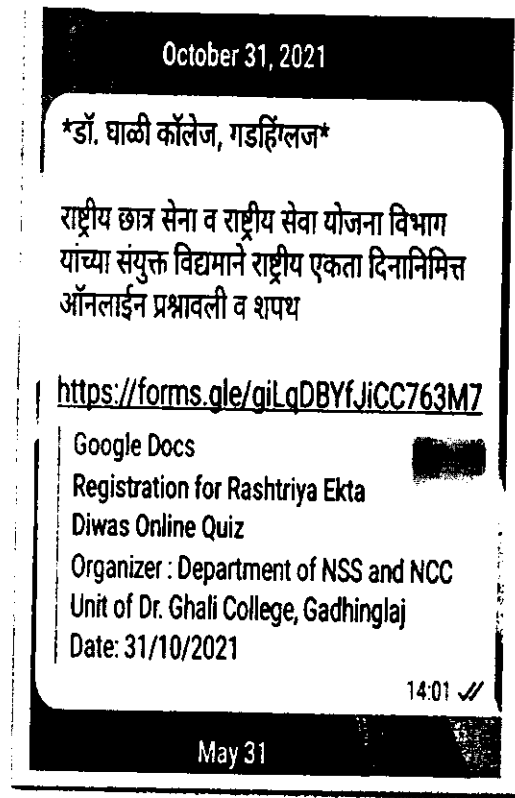 October 31, 2021
*डॉ. घाळी कॉलेज, गडहिंग्लज*
राष्ट्रीय छात्र सेना व राष्ट्रीय सेवा योजना विभाग
यांच्या संयुक्त विद्यमाने राष्ट्रीय एकता दिनानिमित्त
ऑनलाईन प्रश्नावली व शपथ
https://forms.gle/giLqDBYfJiCC763M7
Google Docs
Registration for Rashtriya Ekta
Diwas Online Quiz
Organizer : Department of NSS and NCC
Unit of Dr. Ghali College, Gadhinglaj
Date: 31/10/2021
14:01
May 31